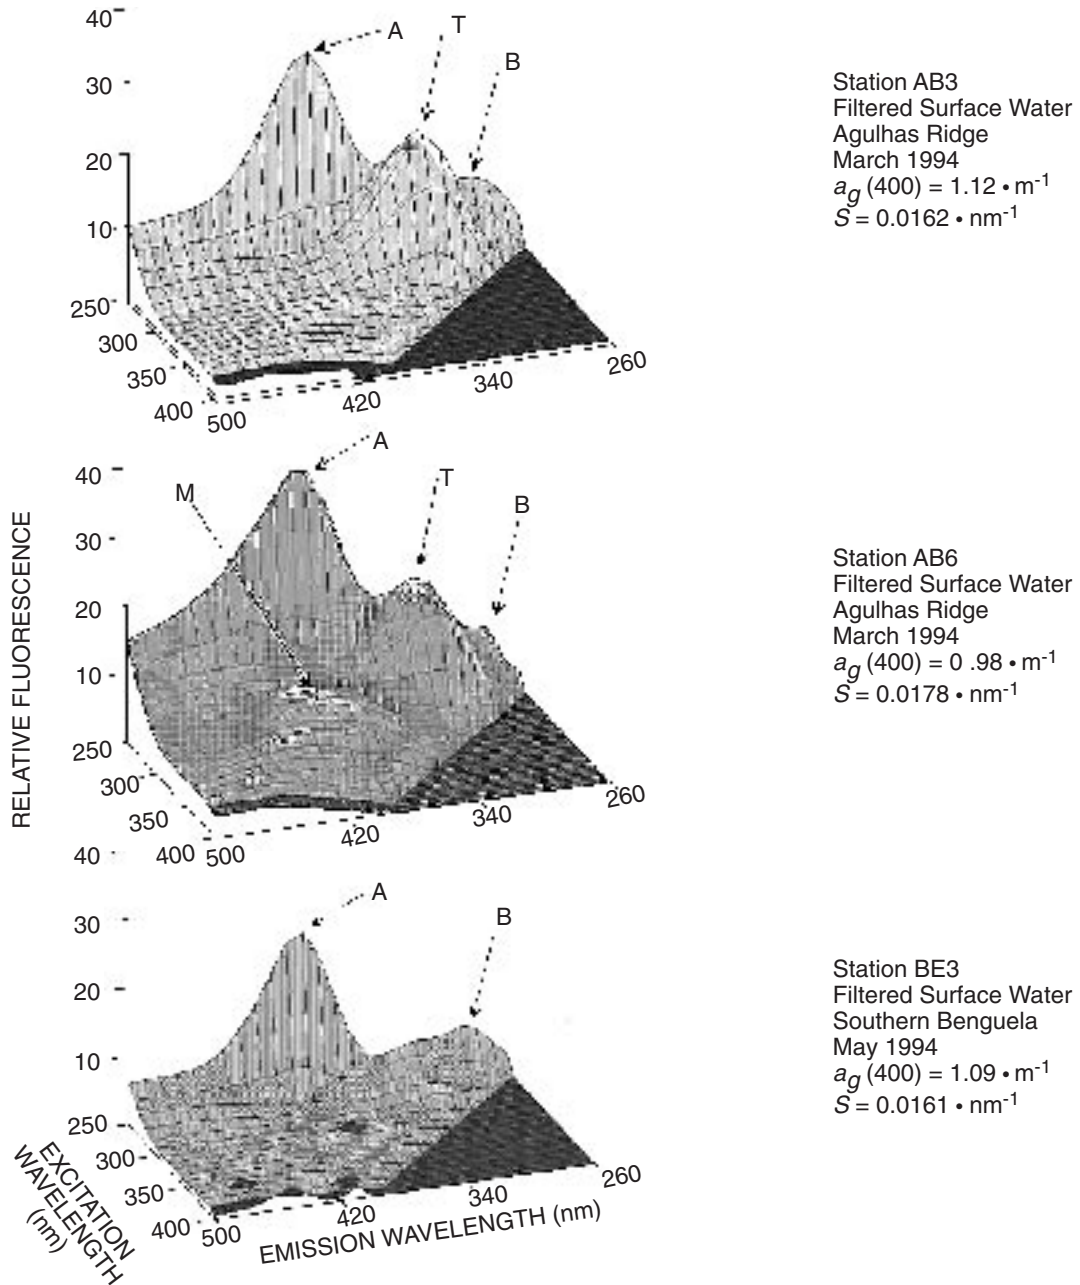 40
30
20
10
250
300
350
400
500
420
340
260
A
T
B
Station AB3
Filtered Surface Water
Agulhas Ridge
March 1994
ag (400) = 1.12 • m-1
S = 0.0162 • nm-1
40
30
20
10
250
300
350
400
500
420
340
260
A
M
T
B
RELATIVE FLUORESCENCE
Station AB6
Filtered Surface Water
Agulhas Ridge
March 1994
ag (400) = 0 .98 • m-1
S = 0.0178 • nm-1
40
30
20
10
250
300
350
400
500
420
340
260
A
B
EXCITATION
WAVELENGTH
(nm)
EMISSION WAVELENGTH (nm)
Station BE3
Filtered Surface Water
Southern Benguela
May 1994
ag (400) = 1.09 • m-1
S = 0.0161 • nm-1